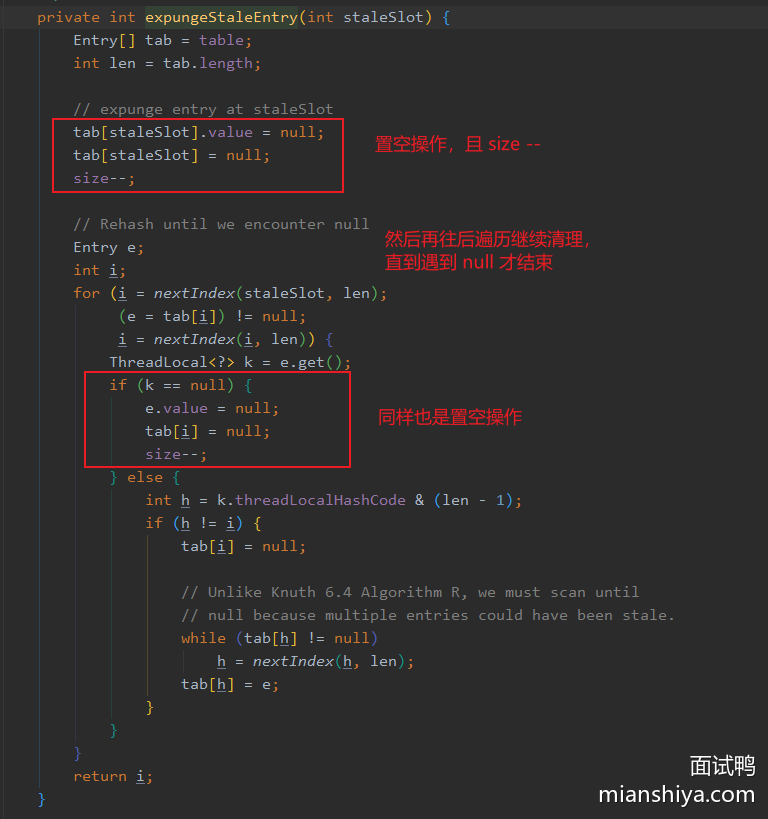 private int expungeStaleEntry(int staleSlot) {
Entry[] tab = table;
int len = tab.length;
// expunge entry at staleSlot
tab[staleSlot].value = null;
置空操作，且 size --
tab[staleSlot] = null;
size--;
// Rehash until we encounter null
然后再往后遍历继续清理，
Entry e;
直到遇到 null 才结束
int i;
for (i = nextIndex(staleSlot, len);
(e = tab[i]) != null;
i = nextIndex(i, len)) {
ThreadLocal<?> k = e.get();
if (k == null) {
e.value = null;
同样也是置空操作
tab[i] = null;
size--;
} else {
int h = k.threadLocalHashCode & (len - 1);
if (h != i) {
tab[i] = null;
// Unlike Knuth 6.4 Algorithm R, we must scan until
// null because multiple entries could have been stale.
while (tab[h] != null)
h = nextIndex(h, len);
tab[h] = e;
}
}
}
return i;
}
面试鸭
mianshiya.com